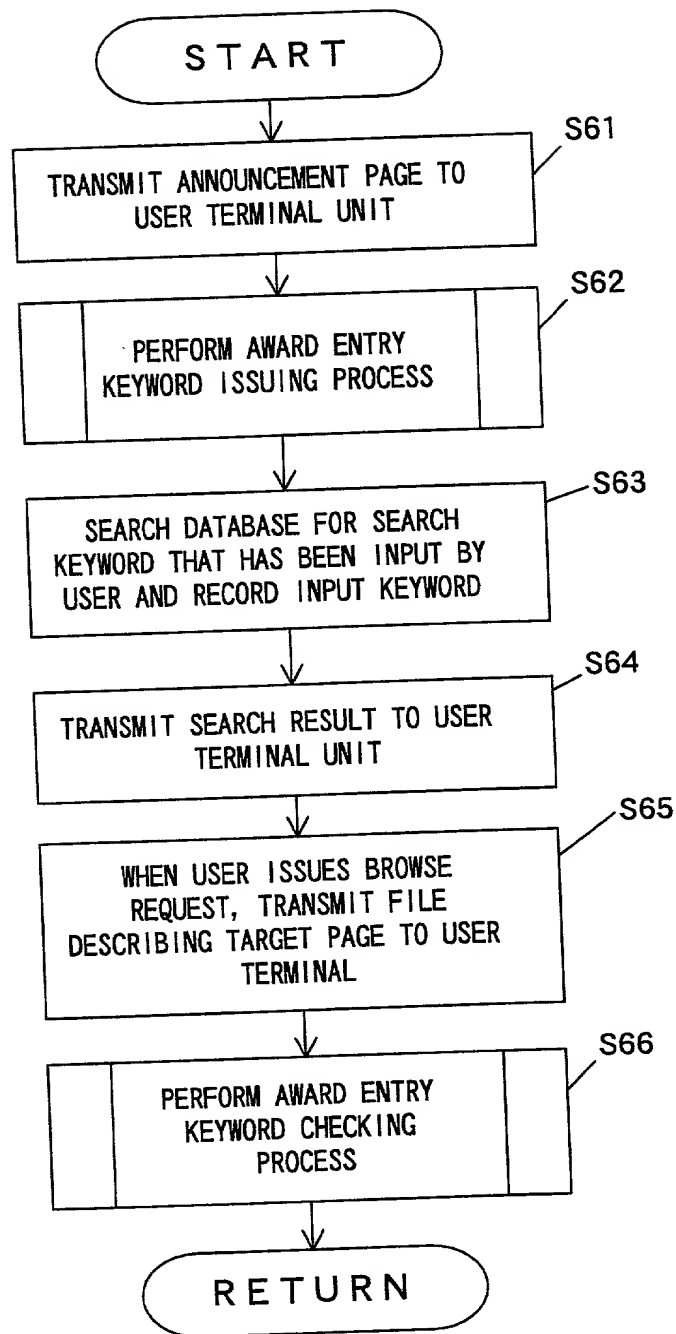 START
S61
TRANSMIT ANNOUNCEMENT PAGE TO
USER TERMINAL UNIT
S62
PERFORM AWARD ENTRY
KEYWORD ISSUING PROCESS
S63
SEARCH DATABASE FOR SEARCH
KEYWORD THAT HAS BEEN INPUT BY
USER AND RECORD INPUT KEYWORD
S64
TRANSMIT SEARCH RESULT TO USER
TERMINAL UNIT
S65
WHEN USER ISSUES BROWSE
REQUEST, TRANSMIT FILE
DESCRIBING TARGET PAGE TO USER
TERMINAL
S66
PERFORM AWARD ENTRY
KEYWORD CHECKING
PROCESS
RETURN